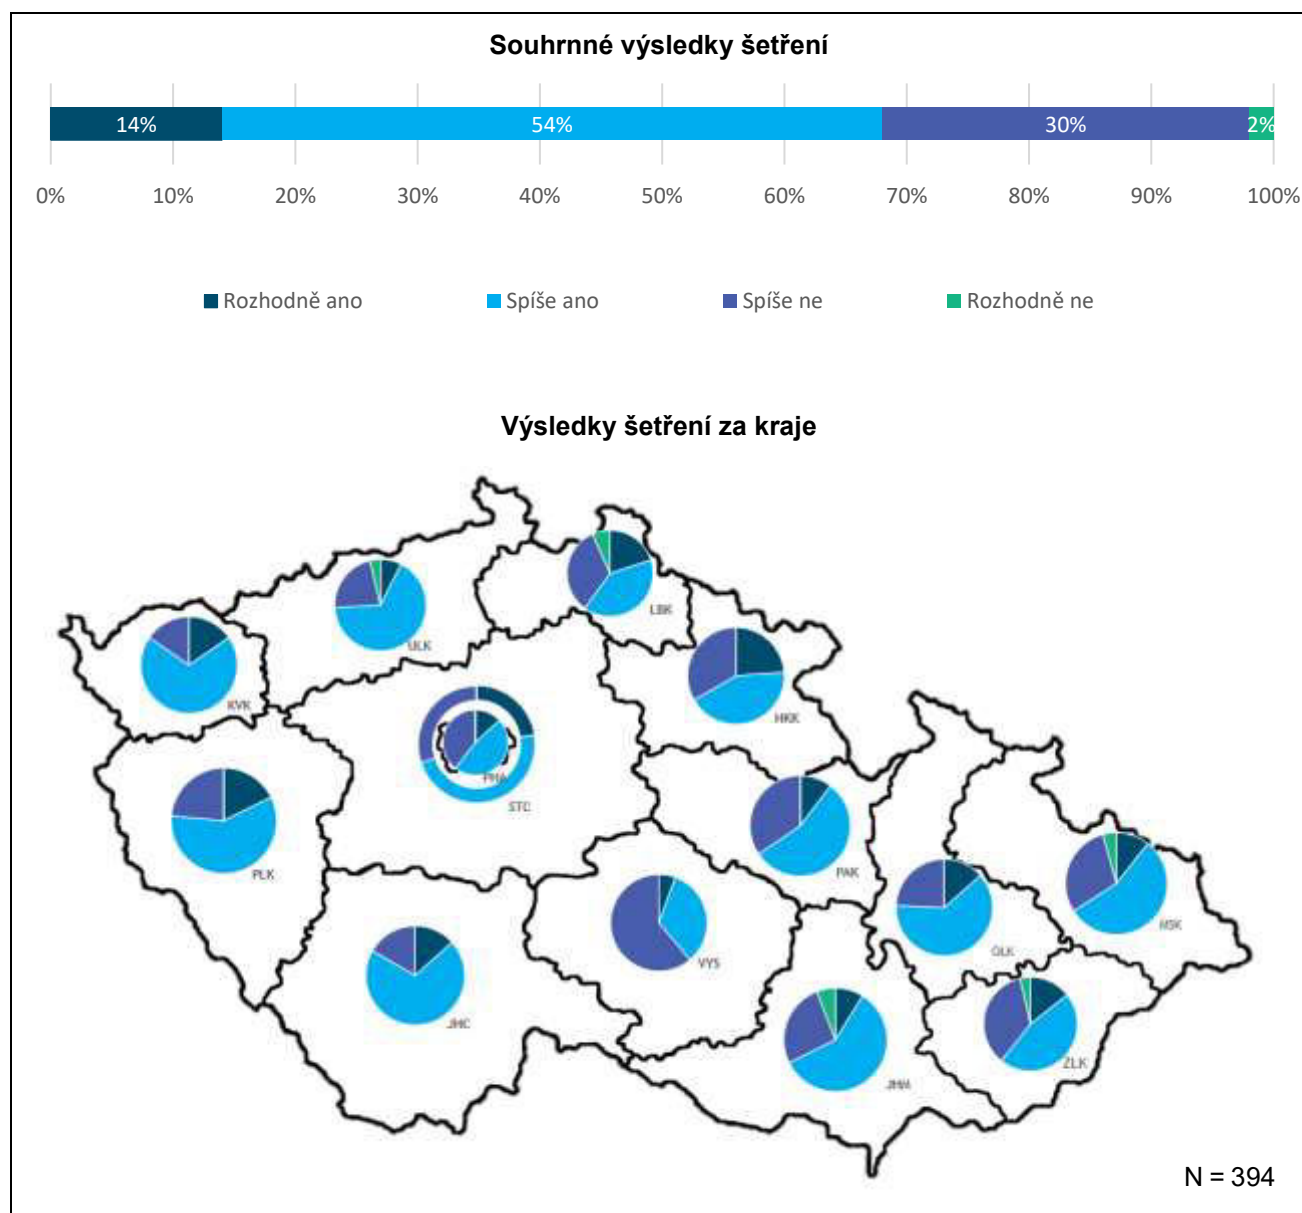 Souhrnné výsledky šetření
14% 54% 30% 2%
0% 10% 20% 30% 40% 50% 60% 70% 80% 90% 100%
Rozhodně ano Spíše ano Spíše ne Rozhodně ne
Výsledky šetření za kraje
LBK
ULK
KVK
HKK
PHA
STC
PLK
PAK
MSK
OLK
VYS
JHC
ZLK
JHM
N = 394